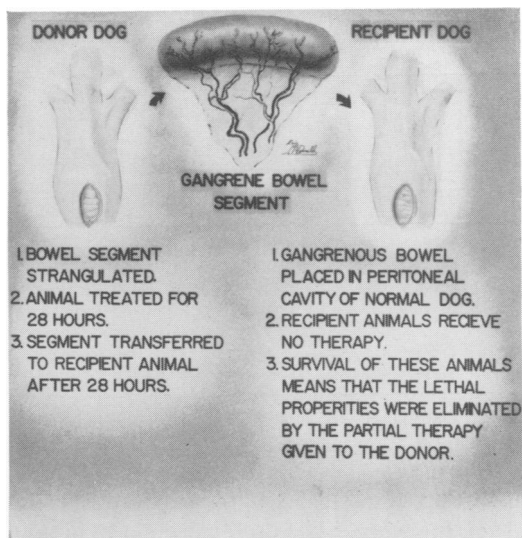 DONOR DOG
RECIPIENT DOG
GANGRENE BOWEL
SEGMENT
1. BOWEL SEGMENT
STRANGULATED.
2. ANIMAL TREATED FOR
28 HOURS.
3. SEGMENT TRANSFERRED
TO RECIPIENT ANIMAL
AFTER 28 HOURS.
1. GANGRENOUS BOWEL
PLACED IN PERITONEAL
CAVITY OF NORMAL DOG.
2. RECIPIENT ANIMALS RECIEVE
NO THERAPY.
3. SURVIVAL OF THESE ANIMALS
MEANS THAT THE LETHAL
PROPERITIES WERE ELIMINATED
BY THE PARTIAL THERAPY
GIVEN TO THE DONOR.